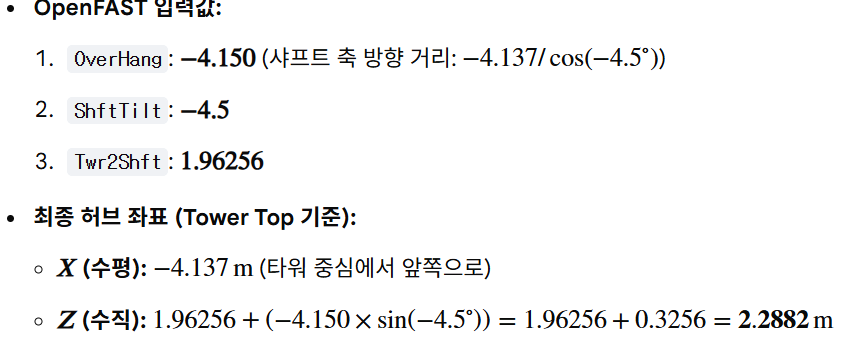 • OpenFAST 입력값:
1. OverHang: −4.150 (샤프트 축 방향 거리: −4.137/cos(−4.5°))
2. ShftTilt: −4.5
3. Twr2Shft: 1.96256
• 최종 허브 좌표 (Tower Top 기준):
◦ X (수평): −4.137 m (타워 중심에서 앞쪽으로)
◦ Z (수직): 1.96256 + (−4.150 × sin(−4.5°)) = 1.96256 + 0.3256 = 2.2882 m